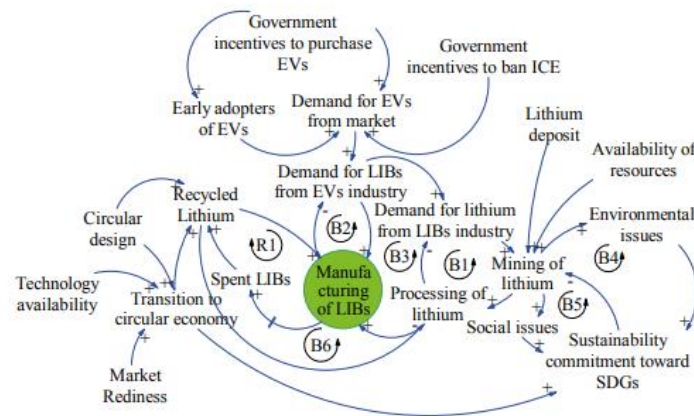 Government
incentives to purchase
EVs
Government
incentives to ban ICE
Early adopters
of EVs
Demand for EVs
from market
Lithium
deposit
Availability of
resources
Demand for LIBs
from EVs industry
Recycled
Lithium
Demand for lithium
from LIBs industry
Environmental
issues
Circular
design
R1
B2
B3
B1
B4
Mining of
lithium
Technology
availability
Spent LIBs
Manufa
cturing
of LIBs
Processing of
lithium
B5
Transition to
circular economy
Social issues
B6
Sustainability
commitment toward
SDGs
Market
Rediness